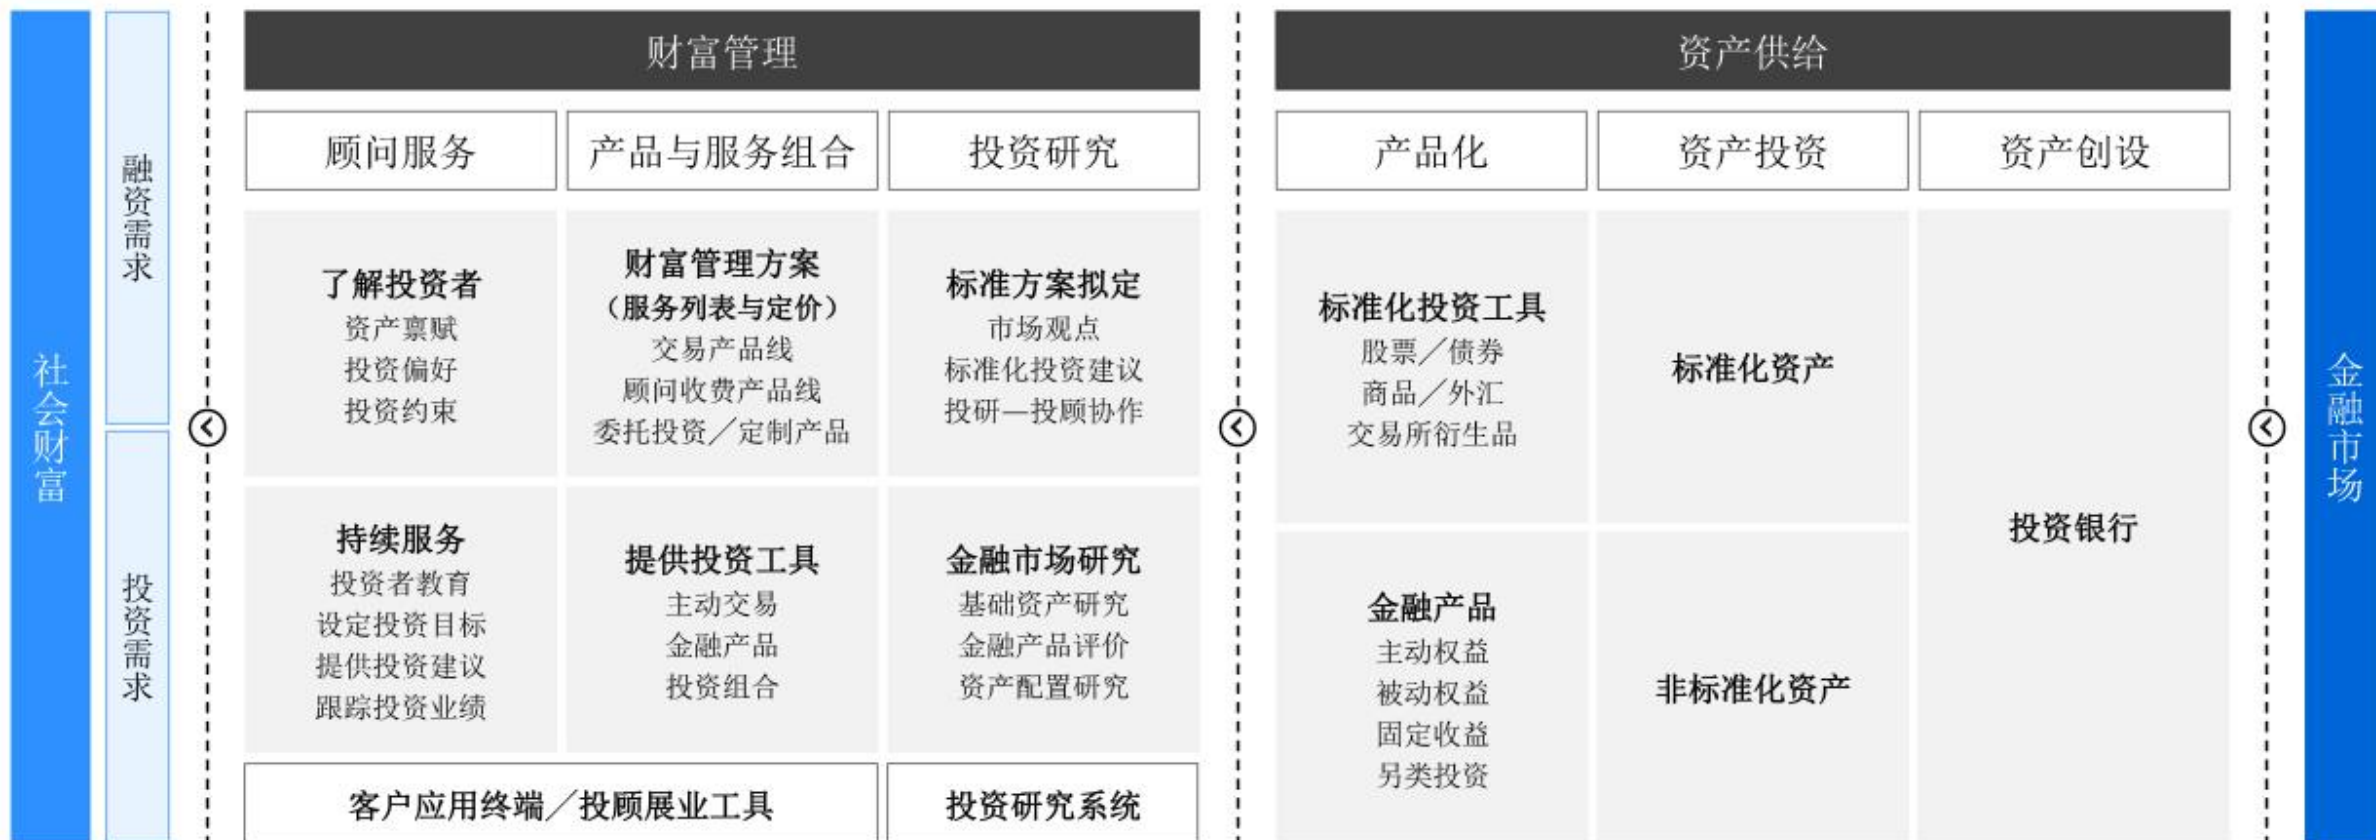 社会财富
融资需求
投资需求
财富管理
顾问服务
产品与服务组合
投资研究
了解投资者
资产禀赋
投资偏好
投资约束
财富管理方案
（服务列表与定价）
交易产品线
顾问收费产品线
委托投资／定制产品
标准方案拟定
市场观点
标准化投资建议
投研—投顾协作
持续服务
投资者教育
设定投资目标
提供投资建议
跟踪投资业绩
提供投资工具
主动交易
金融产品
投资组合
金融市场研究
基础资产研究
金融产品评价
资产配置研究
客户应用终端／投顾展业工具
投资研究系统
资产供给
产品化
资产投资
资产创设
标准化投资工具
股票／债券
商品／外汇
交易所衍生品
标准化资产
金融产品
主动权益
被动权益
固定收益
另类投资
非标准化资产
投资银行
金融市场